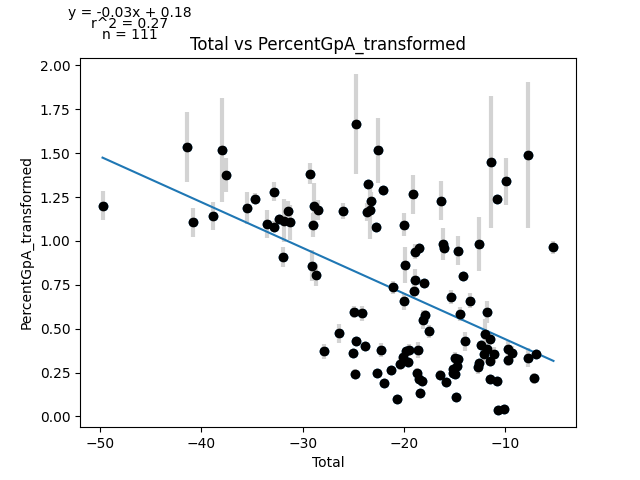 y = -0.03x + 0.18
r^2 = 0.27
n = 111
Total vs PercentGpA_transformed
2.00
1.75
1.50
1.25
1.00
0.75
0.50
0.25
0.00
PercentGpA_transformed
−50 −40 −30 −20 −10
Total